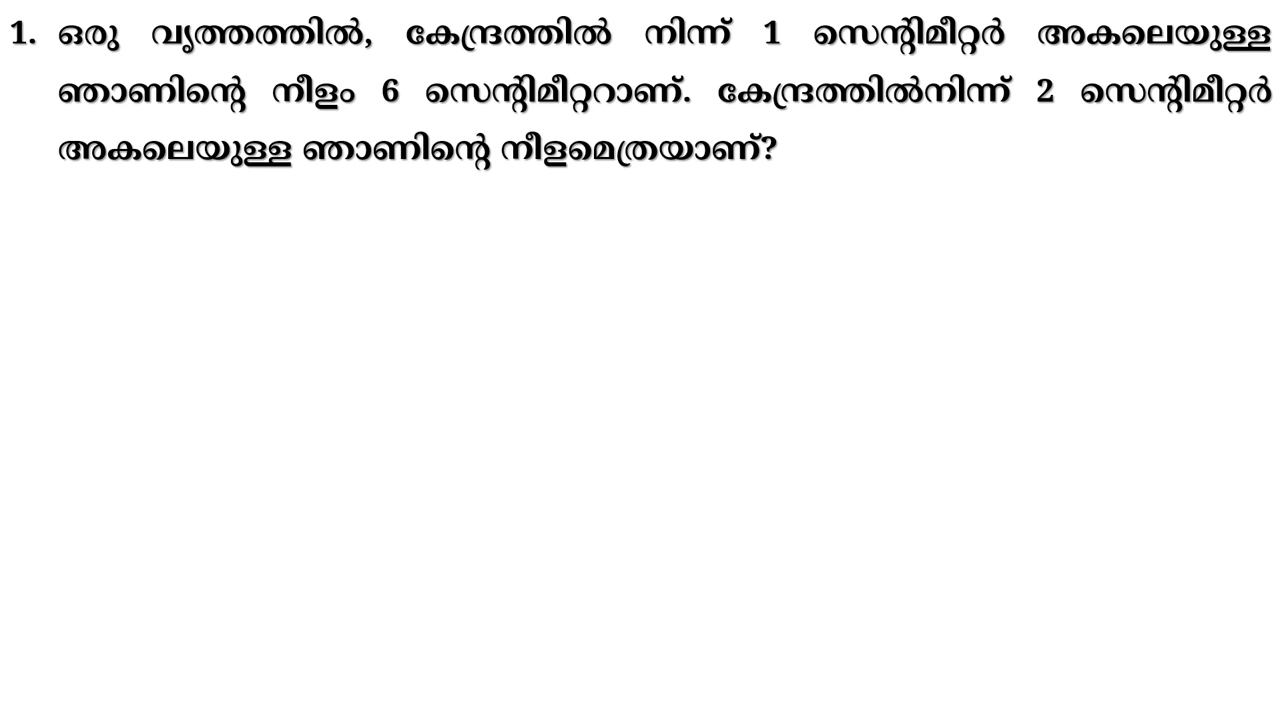 1. ഒരു വൃത്തത്തിൽ, കേന്ദ്രത്തിൽ നിന്ന് 1 സെന്റിമീറ്റർ അകലെയുള്ള
ഞാണിന്റെ നീളം 6 സെന്റിമീറ്ററാണ്. കേന്ദ്രത്തിൽനിന്ന് 2 സെന്റിമീറ്റർ
അകലെയുള്ള ഞാണിന്റെ നീളമെത്രയാണ്?